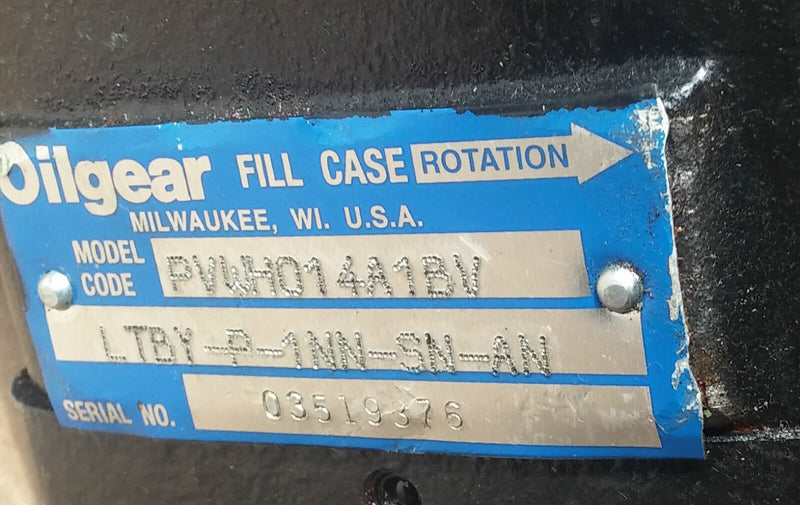 Oilgear FILL CASE ROTATION
MILWAUKEE, WI. U.S.A.
MODEL CODE PVWH014A1BV
LTBY-P-1NN-SN-AN
SERIAL NO. 03519376